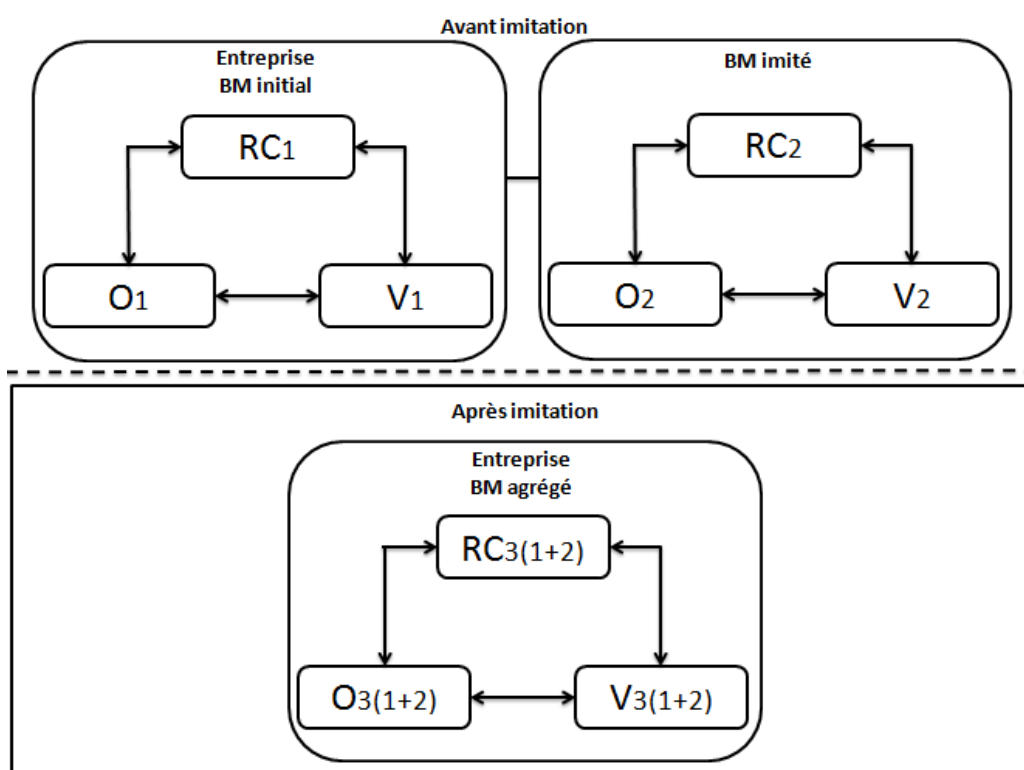 Avant imitation
Entreprise
BM initial
RC1
O1
V1
BM imité
RC2
O2
V2
Après imitation
Entreprise
BM agrégé
RC3(1+2)
O3(1+2)
V3(1+2)